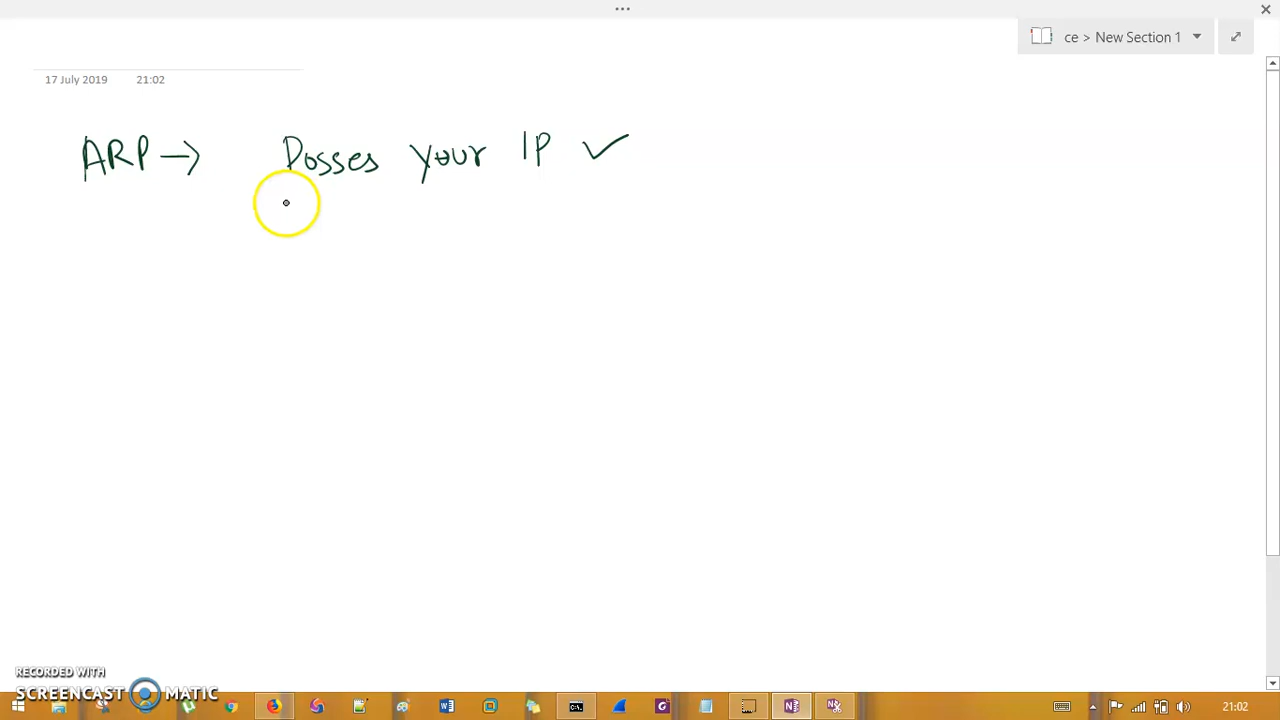 ce > New Section 1
17 July 2019 21:02
ARP → Posses your IP ✓
RECORDED WITH
SCREENCAST MATIC
21:02